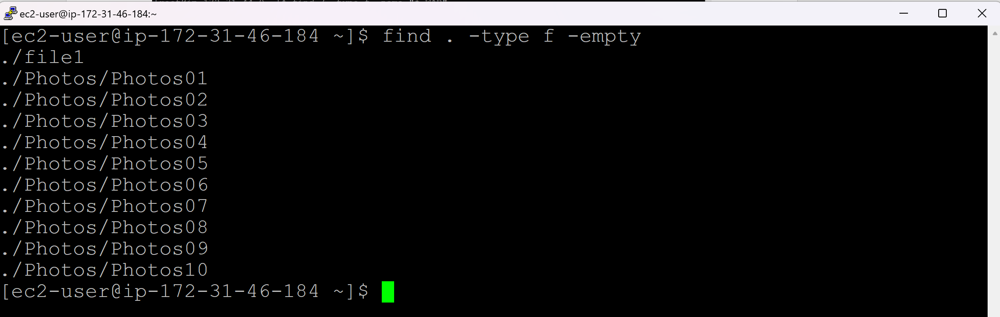 ec2-user@ip-172-31-46-184:~
[ec2-user@ip-172-31-46-184 ~]$ find . -type f -empty
./file1
./Photos/Photos01
./Photos/Photos02
./Photos/Photos03
./Photos/Photos04
./Photos/Photos05
./Photos/Photos06
./Photos/Photos07
./Photos/Photos08
./Photos/Photos09
./Photos/Photos10
[ec2-user@ip-172-31-46-184 ~]$